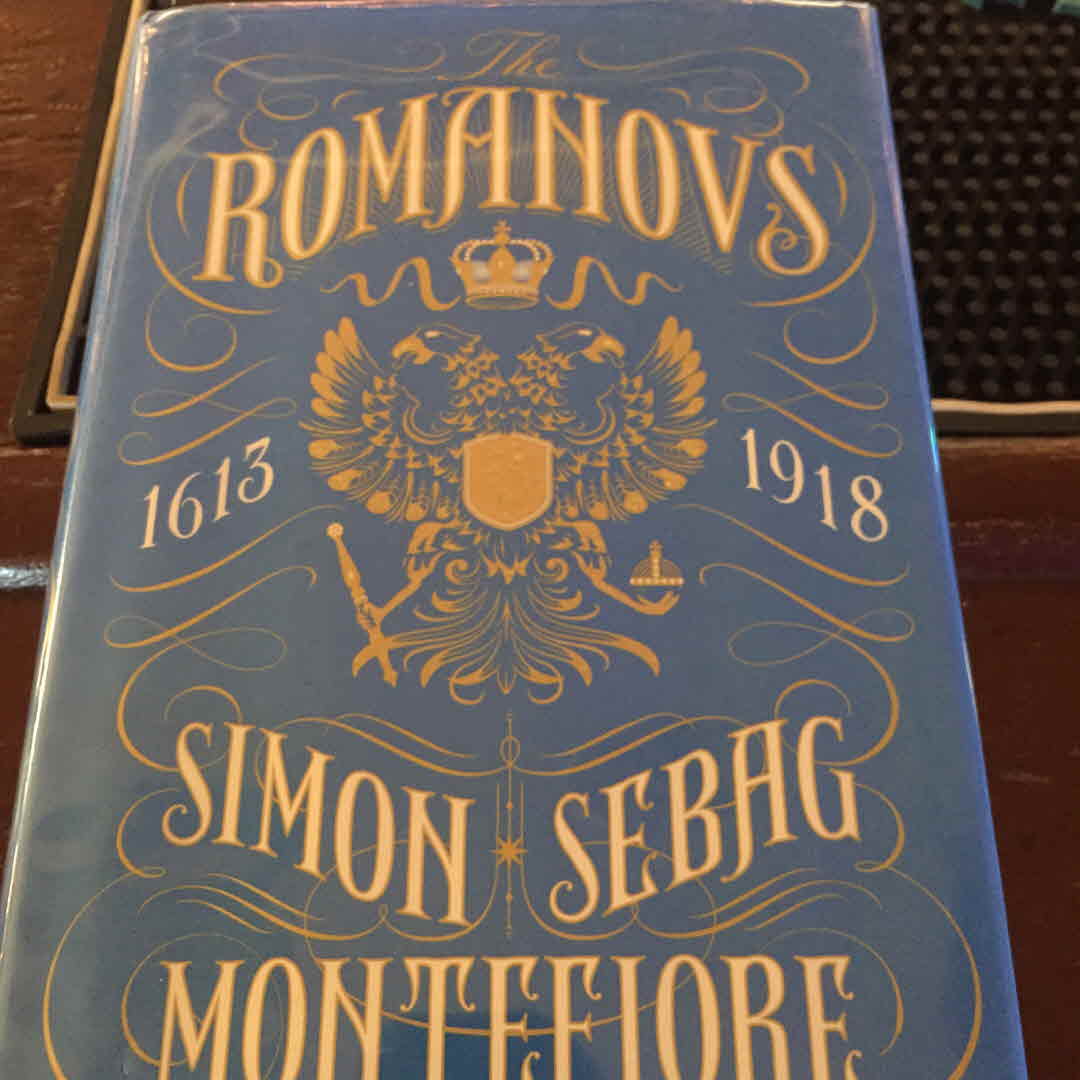 The
ROMANOVS
1613 1918
SIMON SEBAG
MONTEFIORE